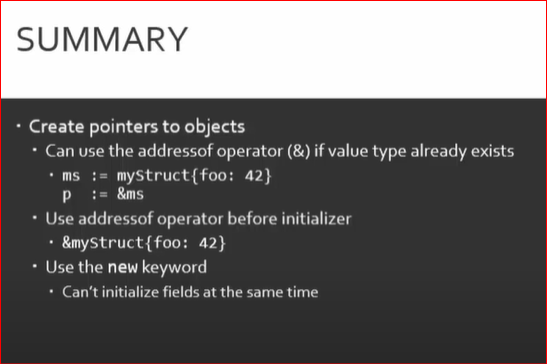 SUMMARY
• Create pointers to objects
• Can use the addressof operator (&) if value type already exists
• ms := myStruct{foo: 42}
p := &ms
• Use addressof operator before initializer
• &myStruct{foo: 42}
• Use the new keyword
• Can't initialize fields at the same time